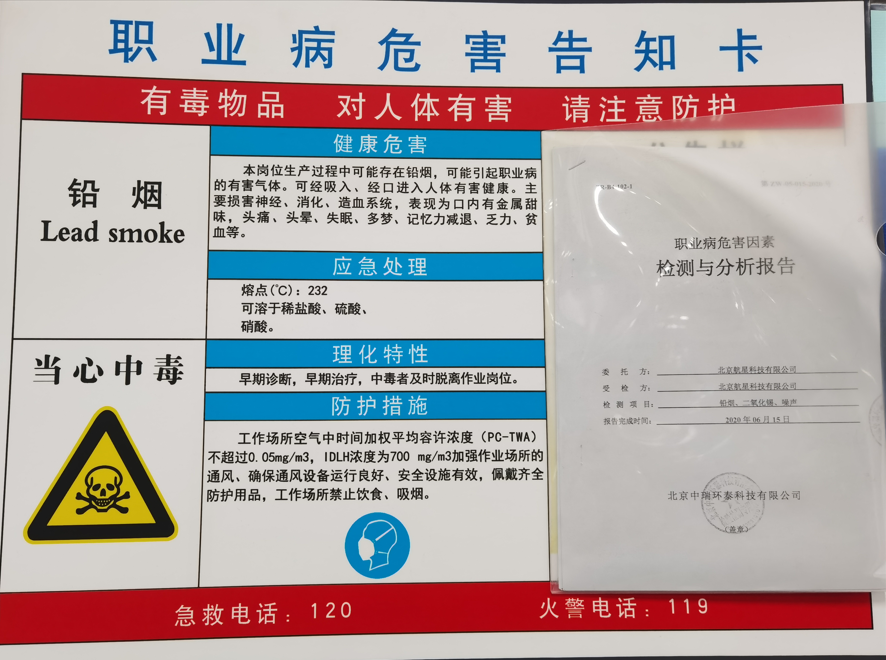 职业病危害告知卡
有毒物品 对人体有害 请注意防护
铅 烟
Lead smoke
健康危害
本岗位生产过程中可能存在铅烟，可能引起职业病
的有害气体。可经吸入、经口进入人体有害健康。主
要损害神经、消化、造血系统，表现为口内有金属甜
味，头痛、头晕、失眠、多梦、记忆力减退、乏力、贫
血等。
应急处理
熔点(℃)：232
可溶于稀盐酸、硫酸、
硝酸。
当心中毒
理化特性
早期诊断，早期治疗，中毒者及时脱离作业岗位。
防护措施
工作场所空气中时间加权平均容许浓度（PC-TWA）
不超过0.05mg/m3，IDLH浓度为700 mg/m3加强作业场所的
通风、确保通风设备运行良好、安全设施有效，佩戴齐全
防护用品，工作场所禁止饮食、吸烟。
职业病危害因素
检测与分析报告
委 托 方： 北京航星科技有限公司
受 检 方： 北京航星科技有限公司
检 测 项 目： 铅烟、二氧化锡、噪声
报告完成时间： 2020 年 06 月 15 日
北京中瑞环泰科技有限公司
（盖章）
急救电话：120
火警电话：119